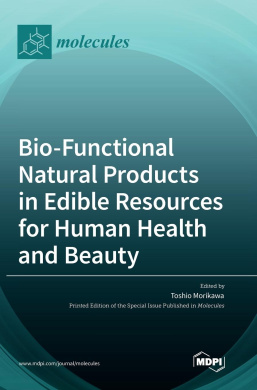 molecules
Bio-Functional
Natural Products
in Edible Resources
for Human Health
and Beauty
Edited by
Toshio Morikawa
Printed Edition of the Special Issue Published in Molecules
www.mdpi.com/journal/molecules
MDPI